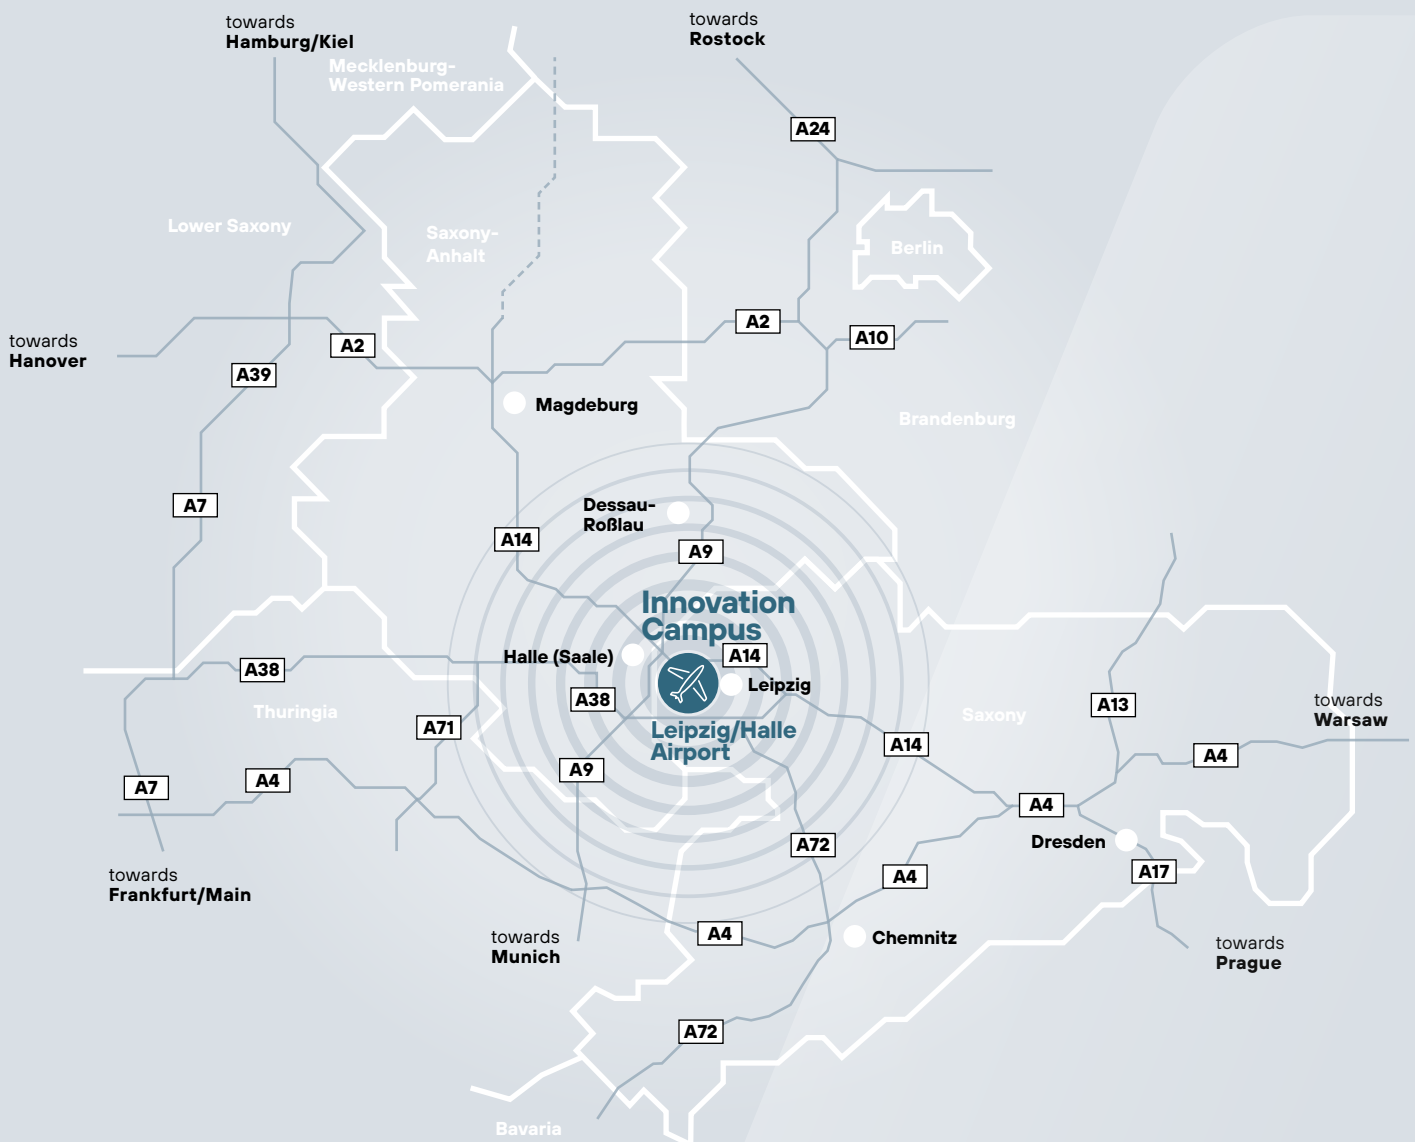 towards
Hamburg/Kiel
towards
Rostock
Mecklenburg-
Western Pomerania
A24
Lower Saxony
Saxony-
Anhalt
Berlin
A2
A10
towards
Hanover
A2
A39
Magdeburg
Brandenburg
A7
Dessau-
Roßlau
A14
A9
Innovation
Campus
Halle (Saale)
A14
A38
Leipzig
A38
Thuringia
A71
Leipzig/Halle
Airport
Saxony
A13
towards
Warsaw
A14
A4
A9
A7
A4
A4
Dresden
A72
A17
A4
towards
Frankfurt/Main
A4
Chemnitz
towards
Munich
towards
Prague
A72
Bavaria